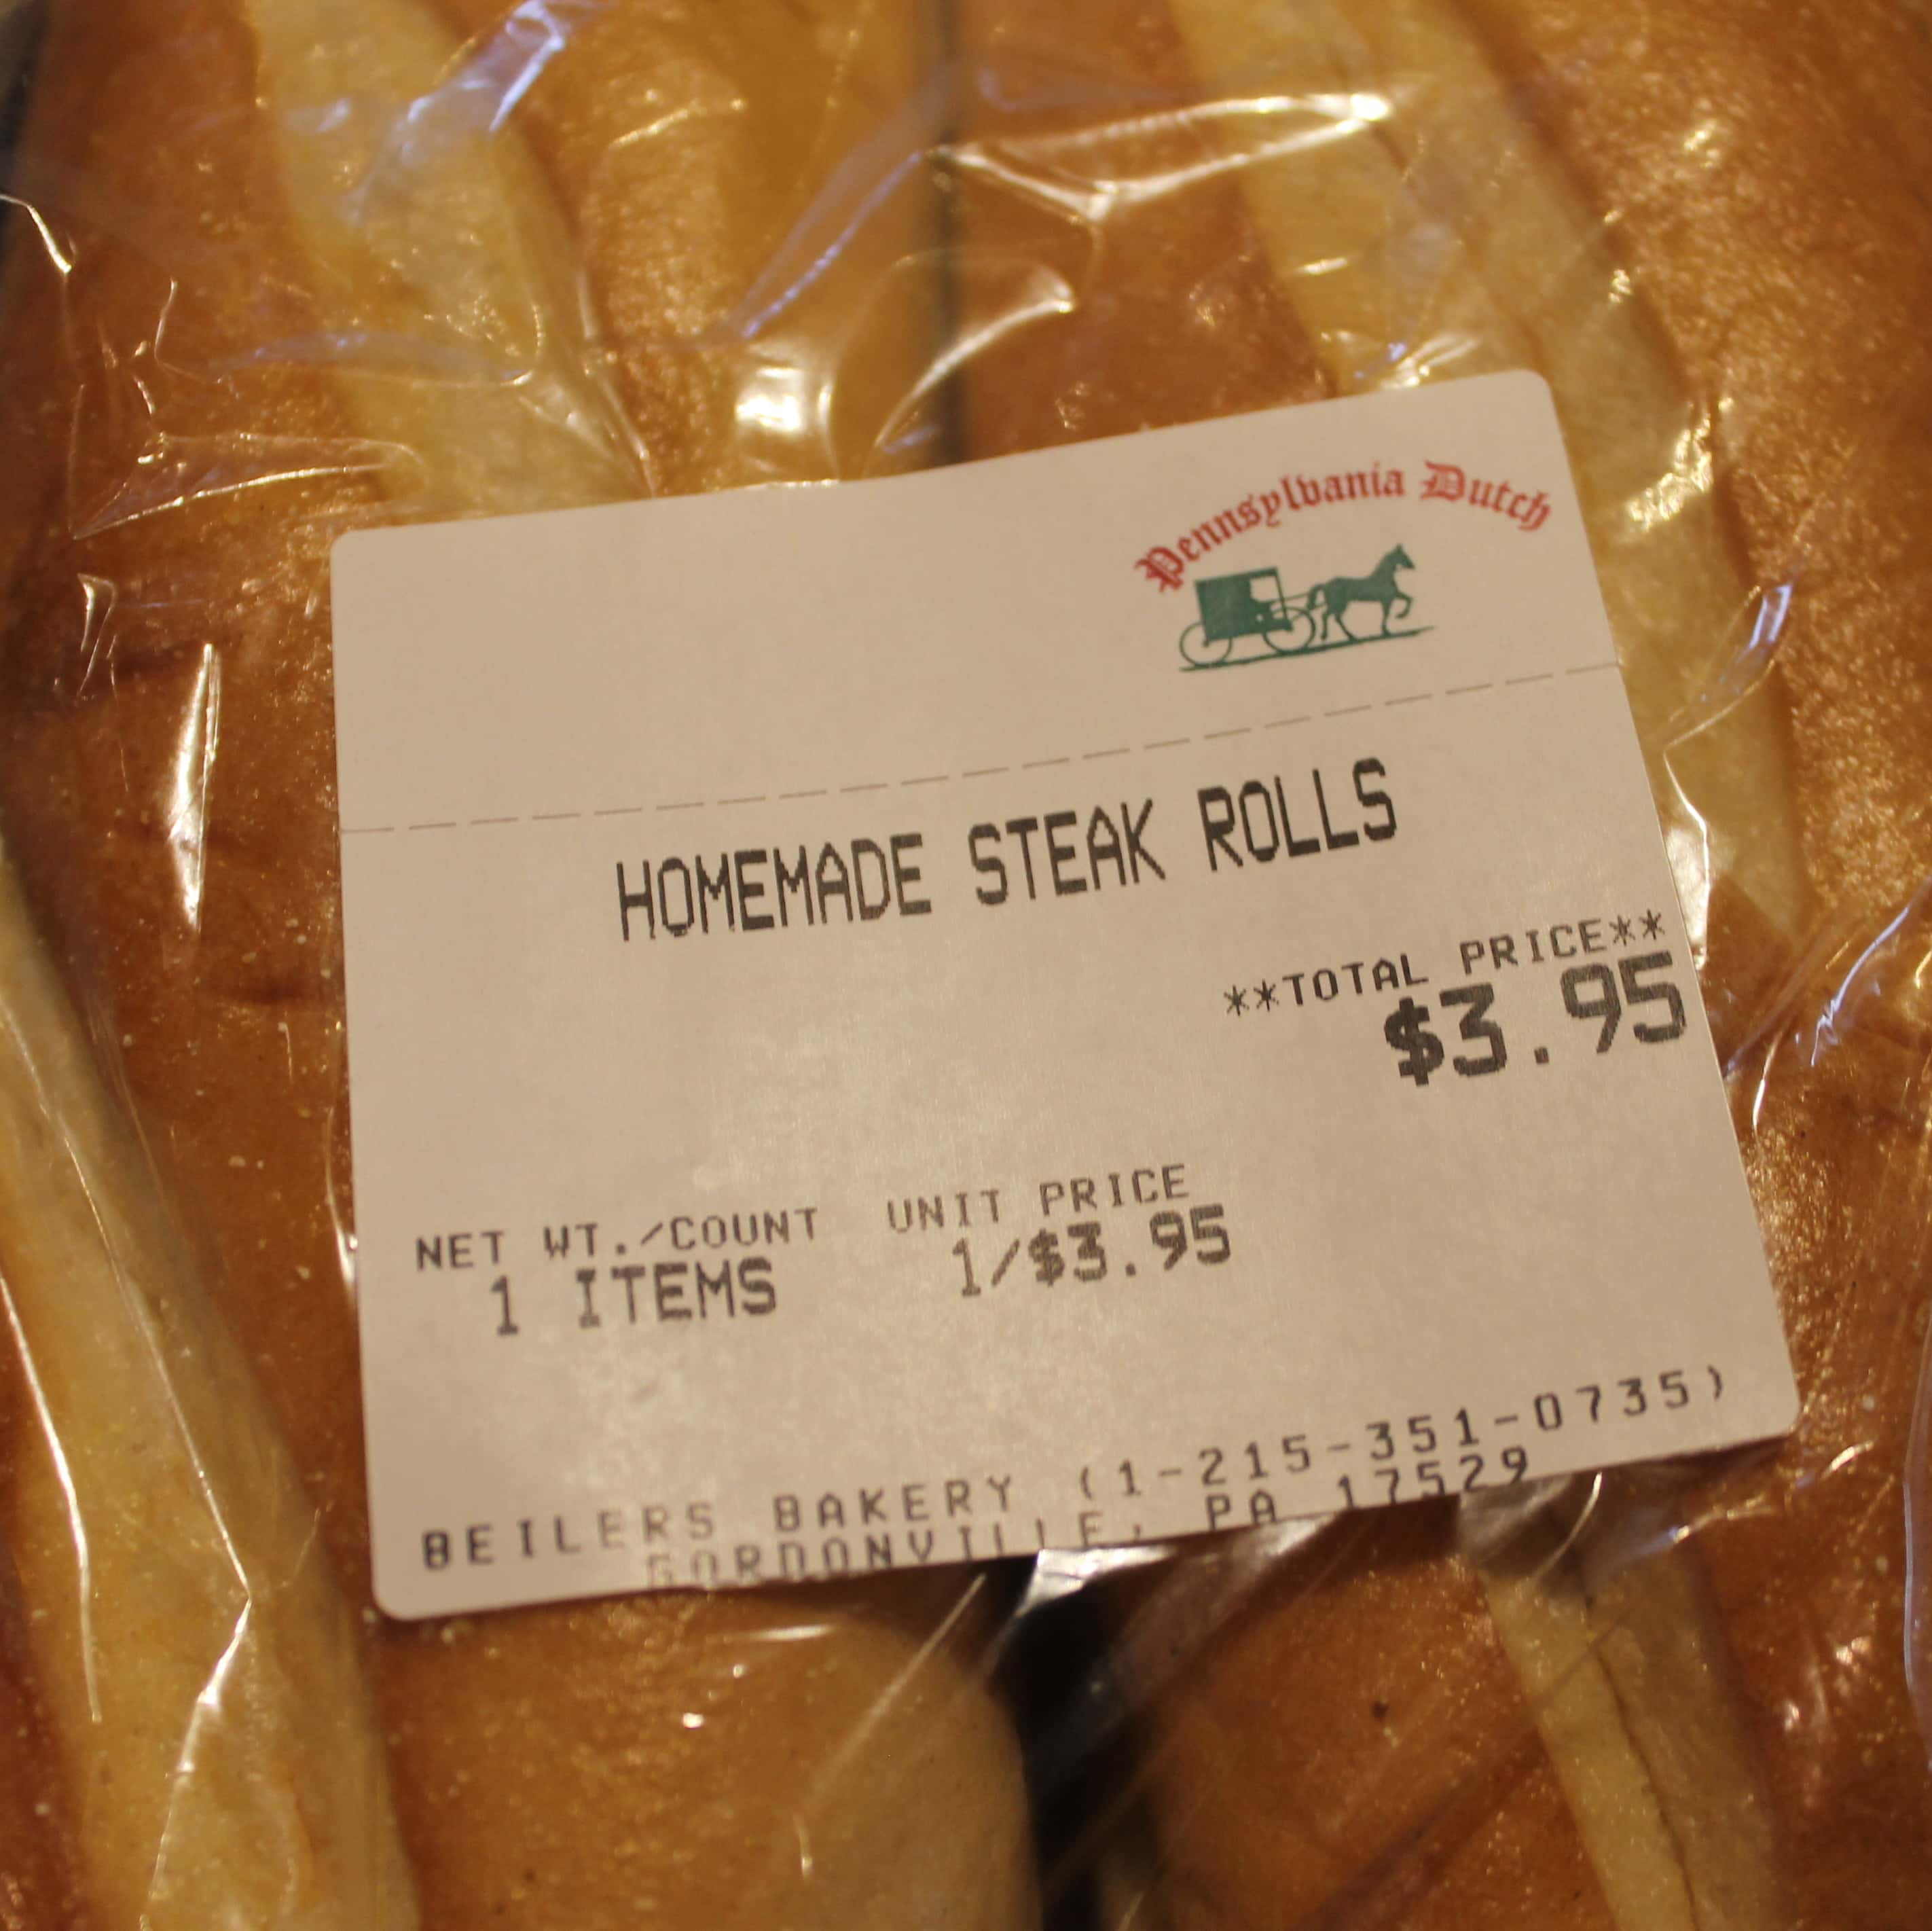 Pennsylvania Dutch
HOMEMADE STEAK ROLLS
**TOTAL PRICE**
$3.95
NET WT./COUNT UNIT PRICE
1 ITEMS 1/$3.95
BEILERS BAKERY (1-215-351-0735)
GORDONVILLE, PA 17529